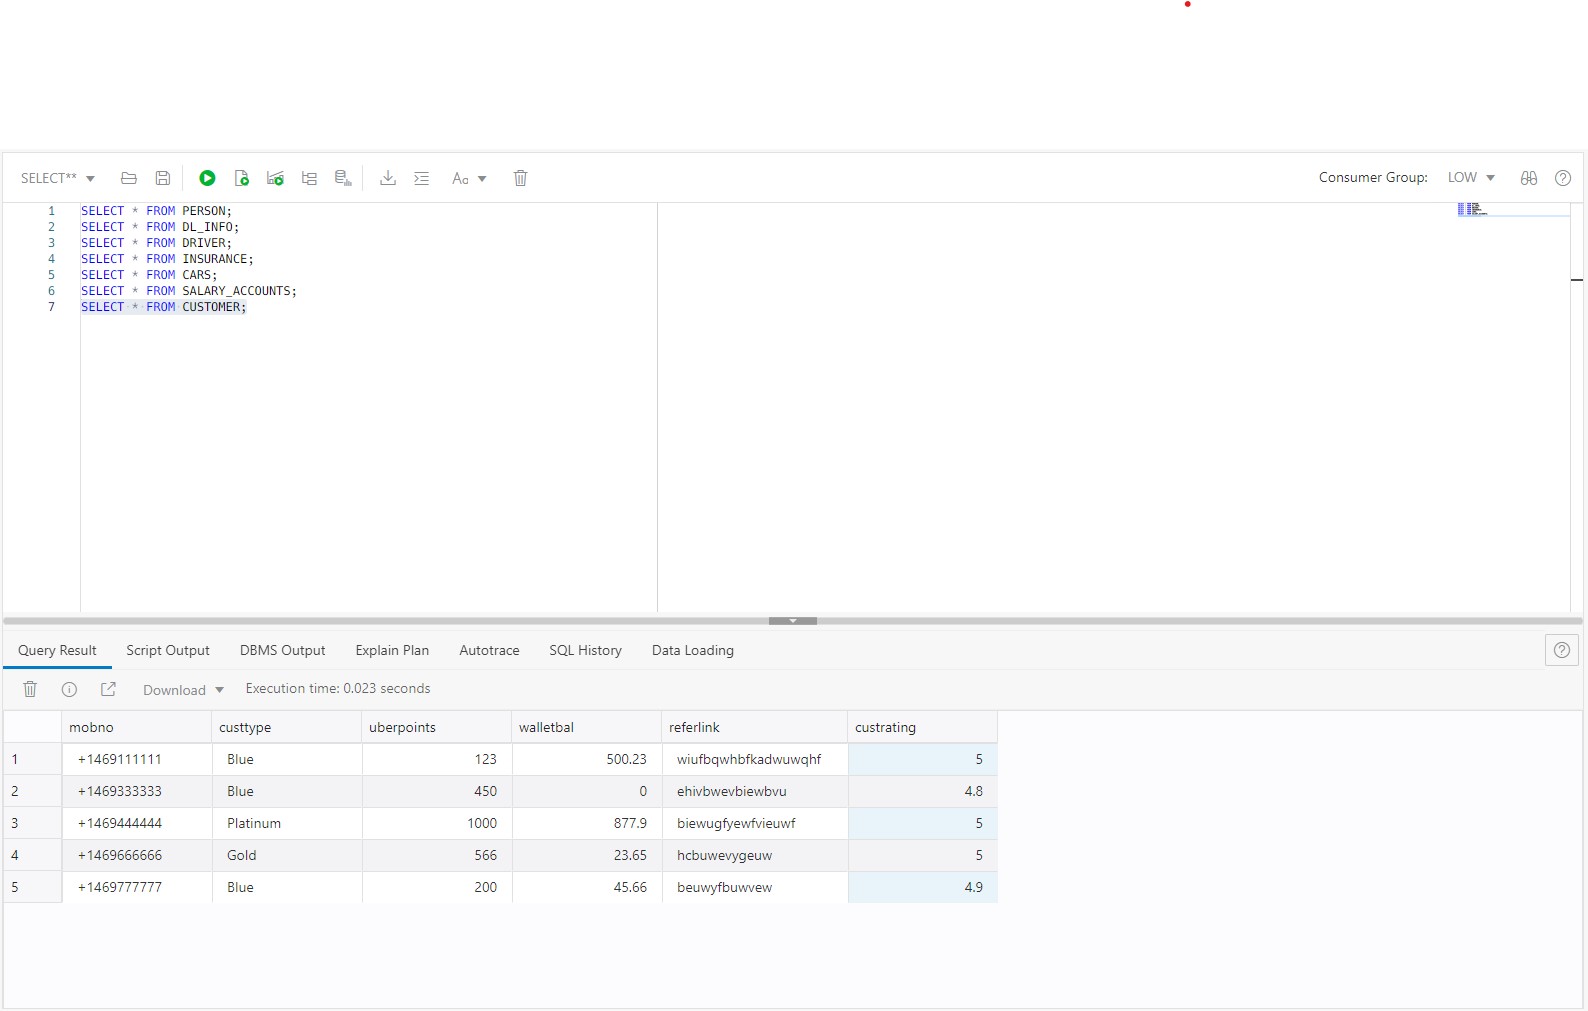 SELECT** Aa Consumer Group: LOW
1 SELECT * FROM PERSON;
2 SELECT * FROM DL_INFO;
3 SELECT * FROM DRIVER;
4 SELECT * FROM INSURANCE;
5 SELECT * FROM CARS;
6 SELECT * FROM SALARY_ACCOUNTS;
7 SELECT * FROM CUSTOMER;
Query Result Script Output DBMS Output Explain Plan Autotrace SQL History Data Loading
Download Execution time: 0.023 seconds
mobno custtype uberpoints walletbal referlink custrating
1 +1469111111 Blue 123 500.23 wiufbqwhbfkadwuwqhf 5
2 +1469333333 Blue 450 0 ehivbwevbiewbvu 4.8
3 +1469444444 Platinum 1000 877.9 biewugfyewfvieuwf 5
4 +1469666666 Gold 566 23.65 hcbuwevygeuw 5
5 +1469777777 Blue 200 45.66 beuwyfbuwvew 4.9